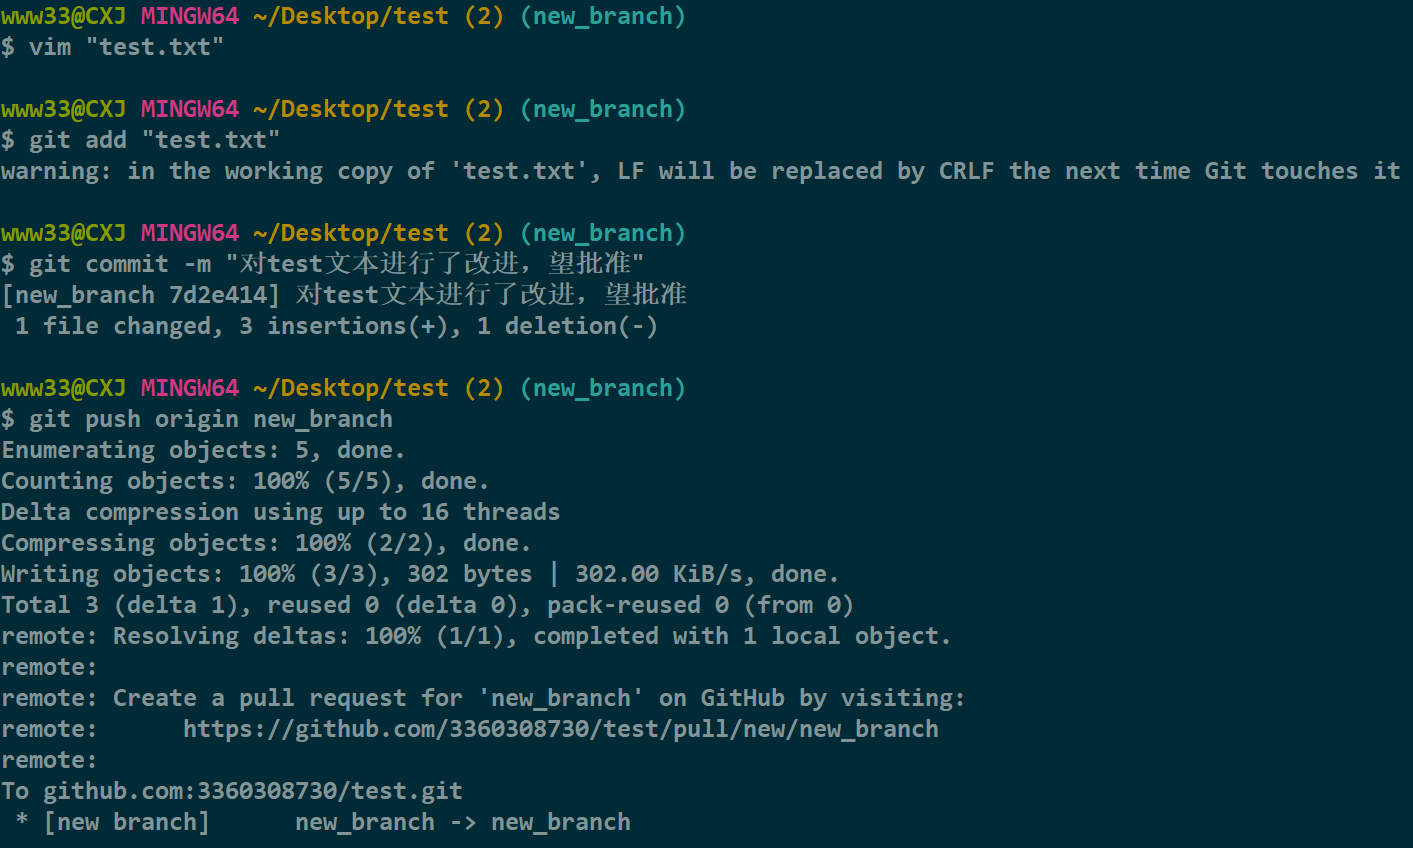 www33@CXJ MINGW64 ~/Desktop/test (2) (new_branch)
$ vim "test.txt"
www33@CXJ MINGW64 ~/Desktop/test (2) (new_branch)
$ git add "test.txt"
warning: in the working copy of 'test.txt', LF will be replaced by CRLF the next time Git touches it
www33@CXJ MINGW64 ~/Desktop/test (2) (new_branch)
$ git commit -m "对test文本进行了改进，望批准"
[new_branch 7d2e414] 对test文本进行了改进，望批准
 1 file changed, 3 insertions(+), 1 deletion(-)
www33@CXJ MINGW64 ~/Desktop/test (2) (new_branch)
$ git push origin new_branch
Enumerating objects: 5, done.
Counting objects: 100% (5/5), done.
Delta compression using up to 16 threads
Compressing objects: 100% (2/2), done.
Writing objects: 100% (3/3), 302 bytes | 302.00 KiB/s, done.
Total 3 (delta 1), reused 0 (delta 0), pack-reused 0 (from 0)
remote: Resolving deltas: 100% (1/1), completed with 1 local object.
remote:
remote: Create a pull request for 'new_branch' on GitHub by visiting:
remote:      https://github.com/3360308730/test/pull/new/new_branch
remote:
To github.com:3360308730/test.git
 * [new branch]      new_branch -> new_branch